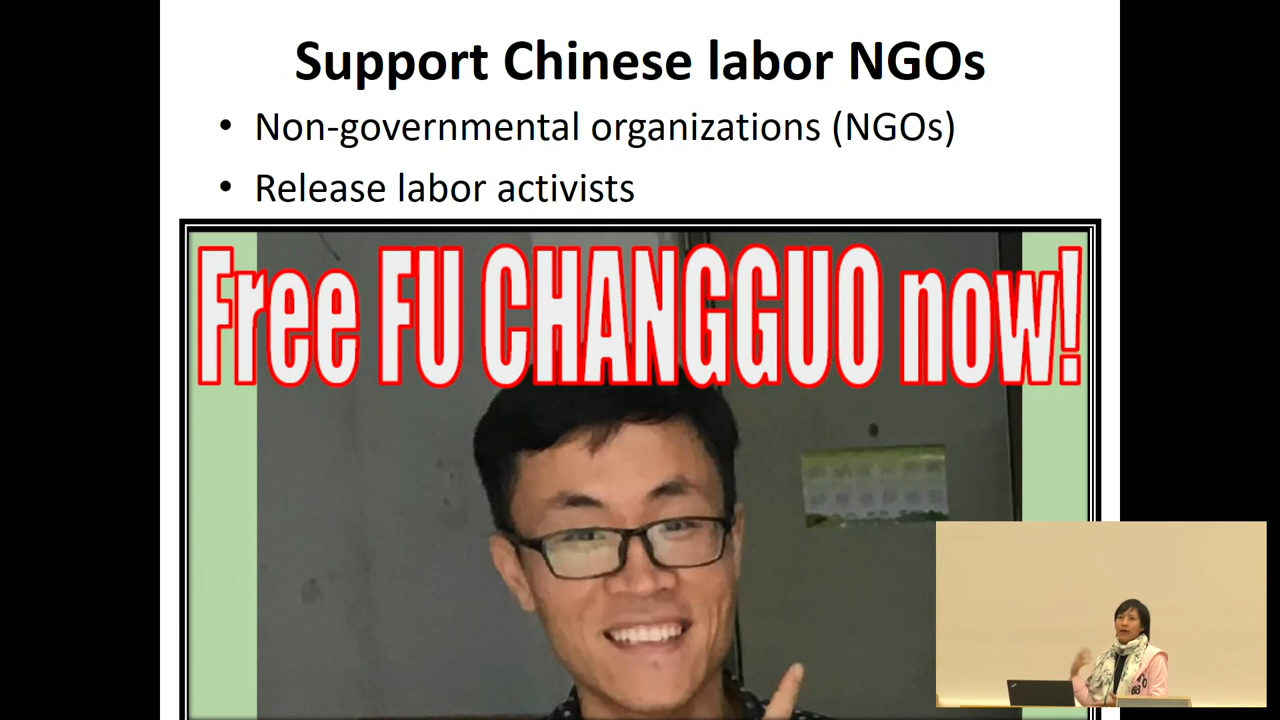 Support Chinese labor NGOs
• Non-governmental organizations (NGOs)
• Release labor activists
Free FU CHANGGUO now!